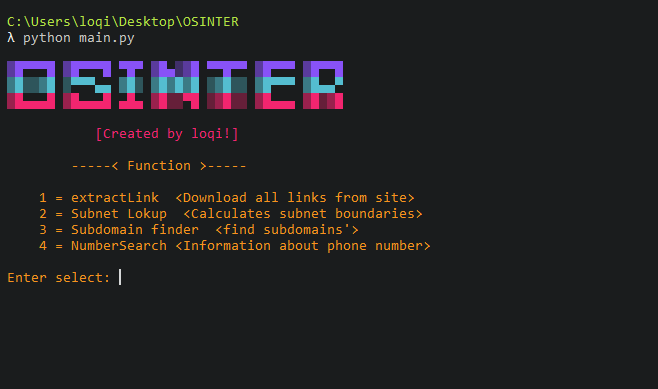 C:\Users\loqi\Desktop\OSINTER
λ python main.py
OSINTER
[Created by loqi!]
-----< Function >-----
1 = extractLink  <Download all links from site>
2 = Subnet Lokup  <Calculates subnet boundaries>
3 = Subdomain finder  <find subdomains'>
4 = NumberSearch <Information about phone number>
Enter select: